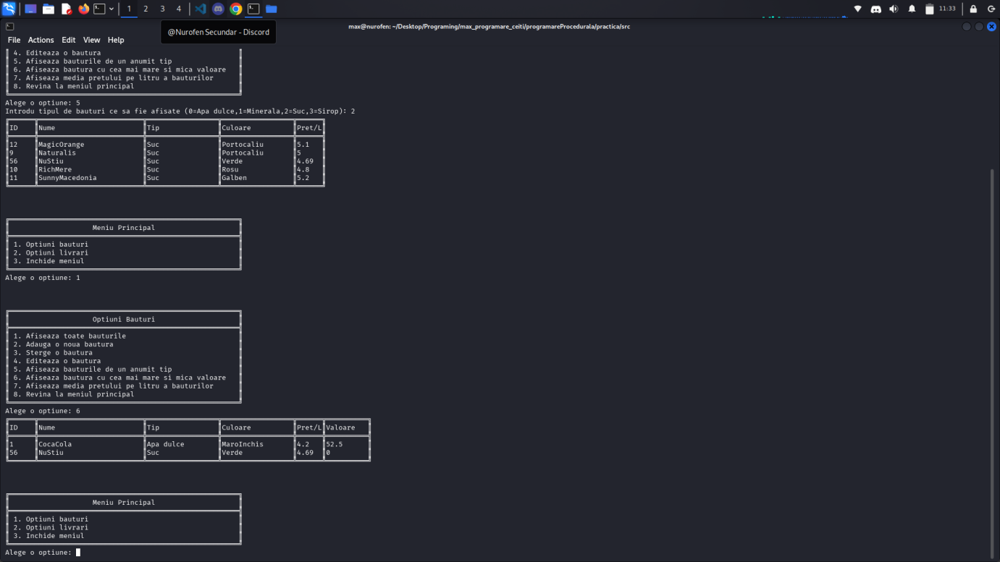 1 2 3 4
11:33
@Nurofen Secundar - Discord
max@nurofen: ~/Desktop/Programing/max_programare_ceiti/programareProcedurala/practica/src
File Actions Edit View Help
4. Editeaza o bautura
5. Afiseaza bauturile de un anumit tip
6. Afiseaza bautura cu cea mai mare si mica valoare
7. Afiseaza media pretului pe litru a bauturilor
8. Revina la meniul principal
Alege o optiune: 5
Introdu tipul de bauturi ce sa fie afisate (0=Apa dulce,1=Minerala,2=Suc,3=Sirop): 2
ID Nume Tip Culoare Pret/L
12 MagicOrange Suc Portocaliu 5.1
9 Naturalis Suc Portocaliu 5
56 NuStiu Suc Verde 4.69
10 RichMere Suc Rosu 4.8
11 SunnyMacedonia Suc Galben 5.2
Meniu Principal
1. Optiuni bauturi
2. Optiuni livrari
3. Inchide meniul
Alege o optiune: 1
Optiuni Bauturi
1. Afiseaza toate bauturile
2. Adauga o noua bautura
3. Sterge o bautura
4. Editeaza o bautura
5. Afiseaza bauturile de un anumit tip
6. Afiseaza bautura cu cea mai mare si mica valoare
7. Afiseaza media pretului pe litru a bauturilor
8. Revina la meniul principal
Alege o optiune: 6
ID Nume Tip Culoare Pret/L Valoare
1 CocaCola Apa dulce MaroInchis 4.2 52.5
56 NuStiu Suc Verde 4.69 0
Meniu Principal
1. Optiuni bauturi
2. Optiuni livrari
3. Inchide meniul
Alege o optiune: